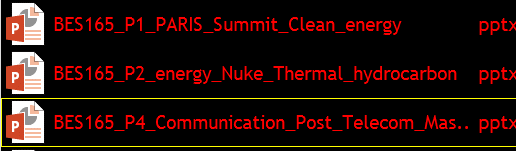 BES165_P1_PARIS_Summit_Clean_energy pptx
BES165_P2_energy_Nuke_Thermal_hydrocarbon pptx
BES165_P4_Communication_Post_Telecom_Mas.. pptx